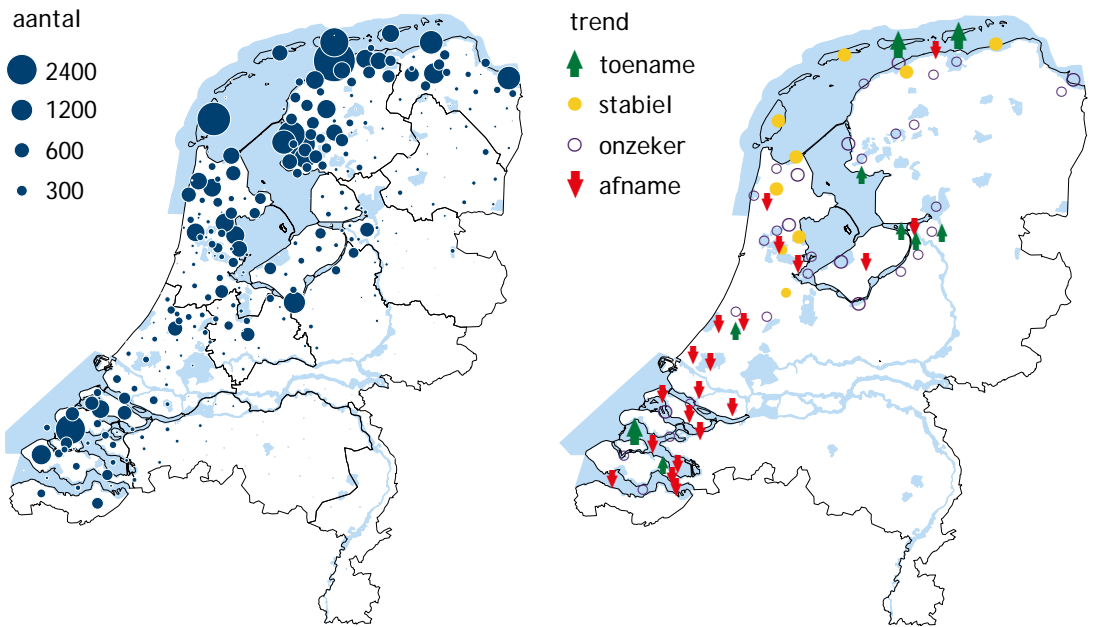 aantal
2400
1200
600
300
trend
toename
stabiel
onzeker
afname